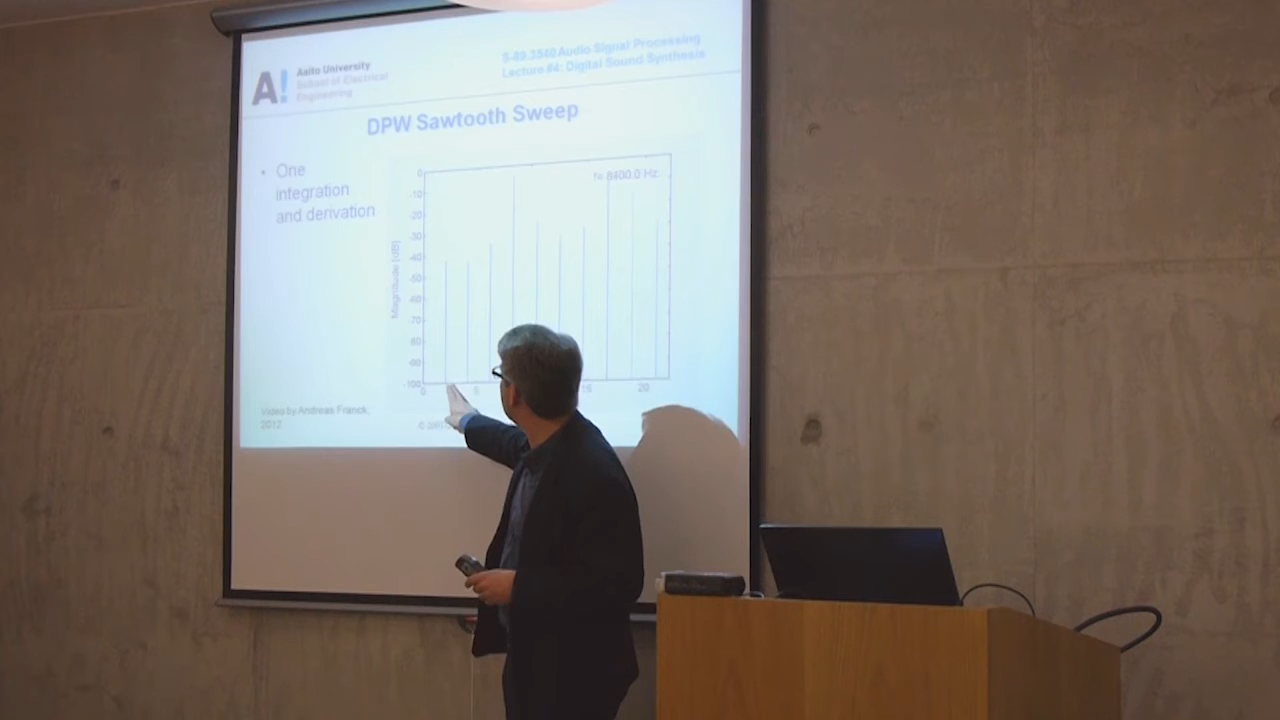 A!
Aalto University
School of Electrical
Engineering
S-89.3540 Audio Signal Processing
Lecture #4: Digital Sound Synthesis
DPW Sawtooth Sweep
• One
integration
and derivation
f= 8400.0 Hz
Magnitude [dB]
0
-10
-20
-30
-40
-50
-60
-70
-80
-90
-100
0 5 15 20
Video by Andreas Franck,
2012